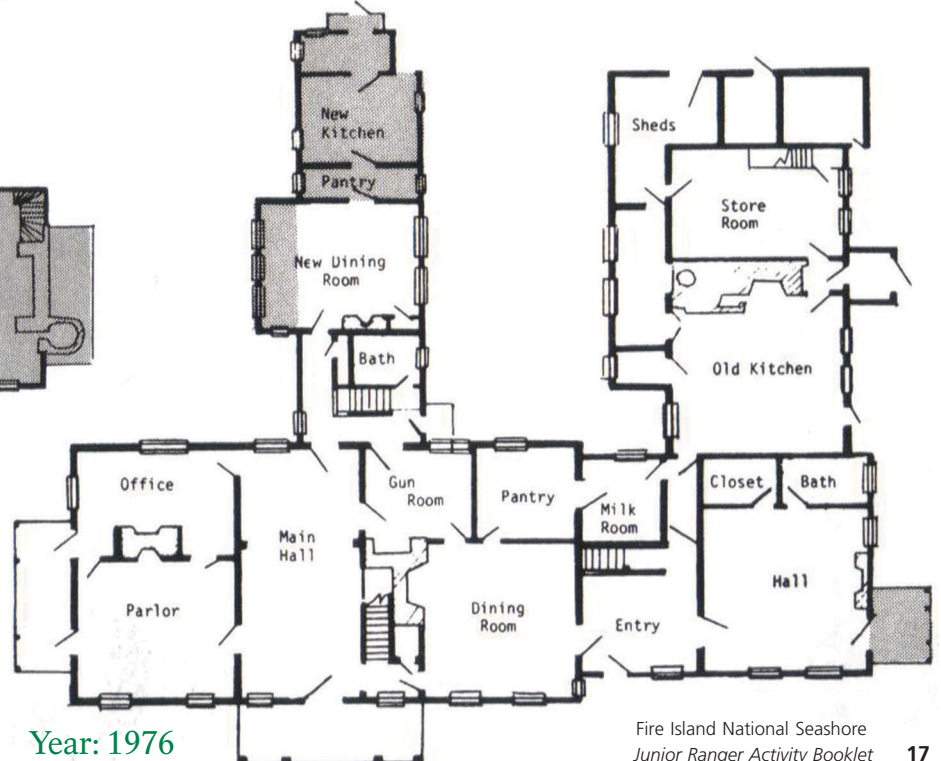 New
Kitchen
Pantry
New Dining
Room
Bath
Sheds
Store
Room
Old Kitchen
Office
Main
Hall
Gun
Room
Pantry
Milk
Room
Closet
Bath
Hall
Parlor
Dining
Room
Entry
Year: 1976
Fire Island National Seashore
Junior Ranger Activity Booklet 17